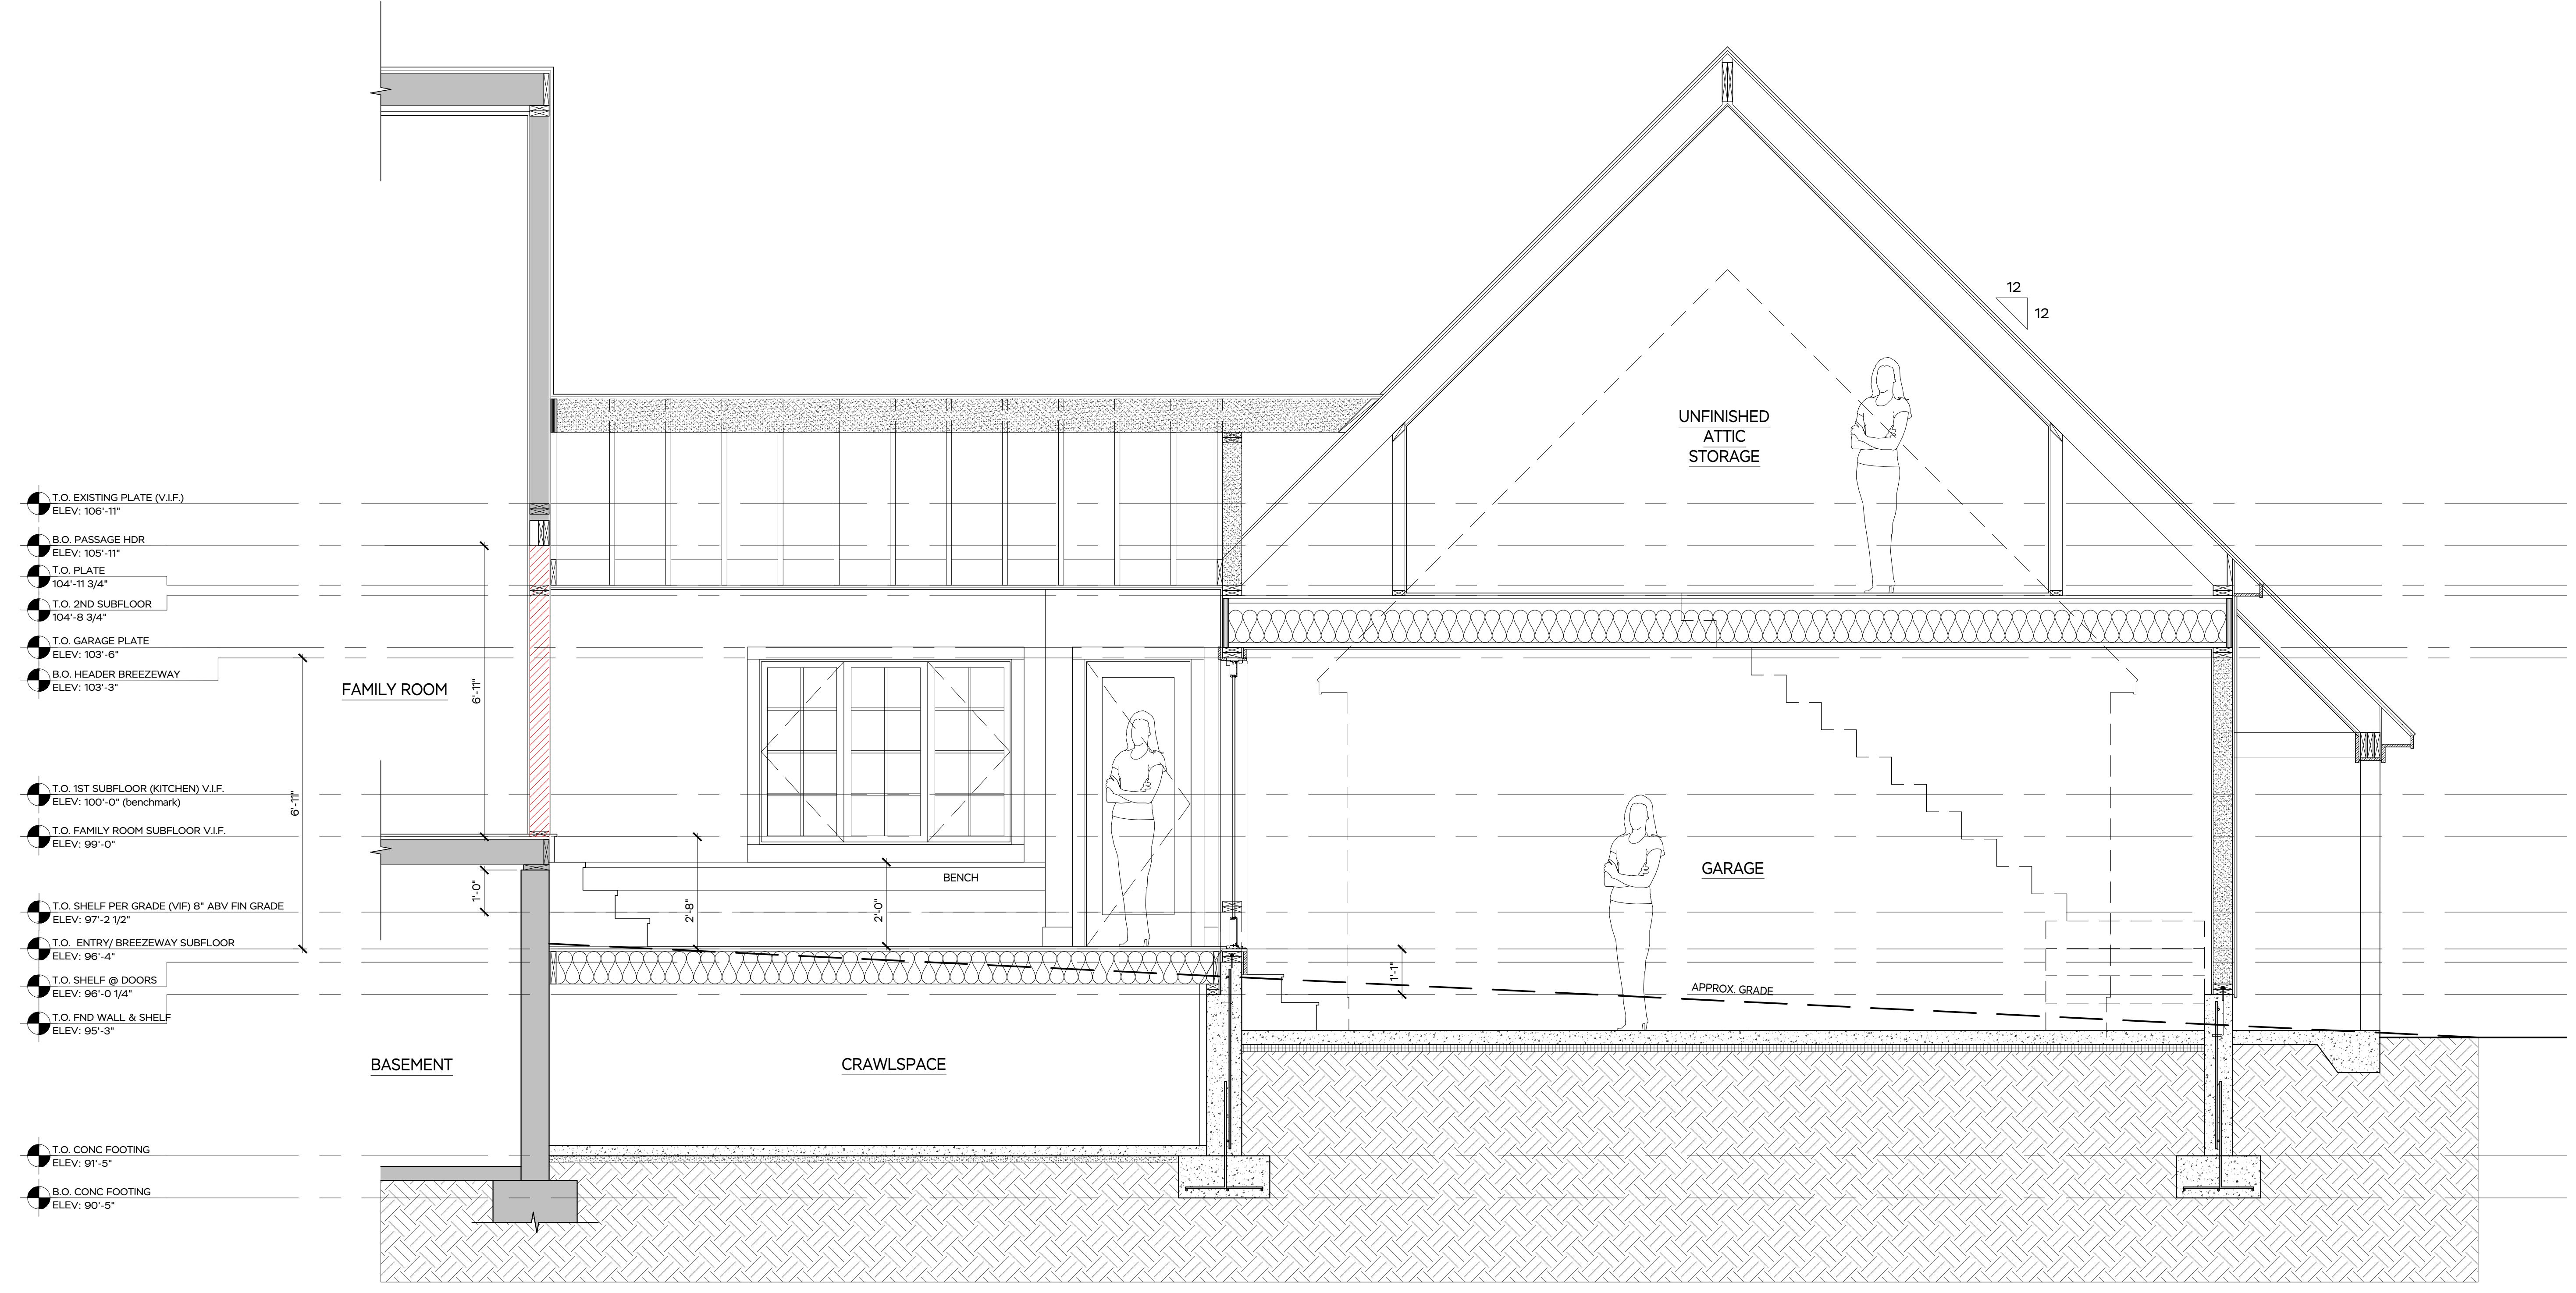 12
12
UNFINISHED
ATTIC
STORAGE
T.O. EXISTING PLATE (V.I.F.)
ELEV: 106'-11"
B.O. PASSAGE HDR
ELEV: 105'-11"
T.O. PLATE
104'-11 3/4"
T.O. 2ND SUBFLOOR
104'-8 3/4"
T.O. GARAGE PLATE
ELEV: 103'-6"
B.O. HEADER BREEZEWAY
ELEV: 103'-3"
FAMILY ROOM
6'-11"
T.O. 1ST SUBFLOOR (KITCHEN) V.I.F.
ELEV: 100'-0" (benchmark)
6'-11"
T.O. FAMILY ROOM SUBFLOOR V.I.F.
ELEV: 99'-0"
GARAGE
BENCH
1'-0"
2'-8"
2'-0"
T.O. SHELF PER GRADE (VIF) 8" ABV FIN GRADE
ELEV: 97'-2 1/2"
T.O. ENTRY/ BREEZEWAY SUBFLOOR
ELEV: 96'-4"
1'-1"
T.O. SHELF @ DOORS
ELEV: 96'-0 1/4"
APPROX. GRADE
T.O. FND WALL & SHELF
ELEV: 95'-3"
BASEMENT
CRAWLSPACE
T.O. CONC FOOTING
ELEV: 91'-5"
B.O. CONC FOOTING
ELEV: 90'-5"